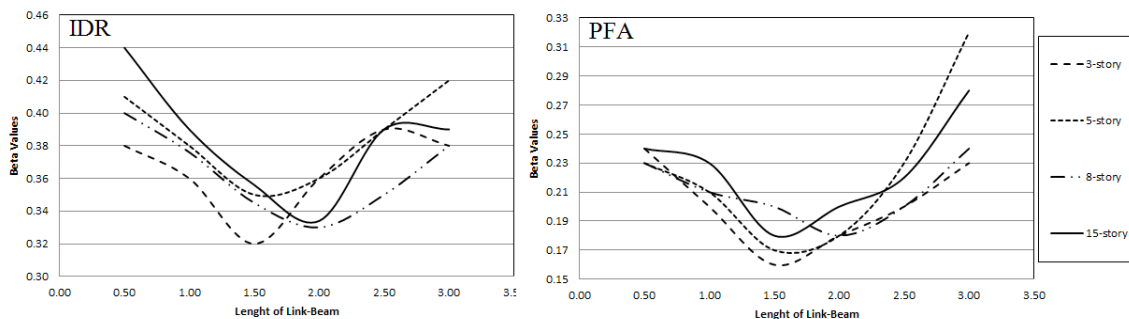 IDR
Beta Values
0.46
0.44
0.42
0.40
0.38
0.36
0.34
0.32
0.30
0.00 0.50 1.00 1.50 2.00 2.50 3.00 3.5
Lenght of Link-Beam
PFA
Beta Values
0.33
0.31
0.29
0.27
0.25
0.23
0.21
0.19
0.17
0.15
0.00 0.50 1.00 1.50 2.00 2.50 3.00 3.50
Lenght of Link-Beam
3-story
5-story
8-story
15-story